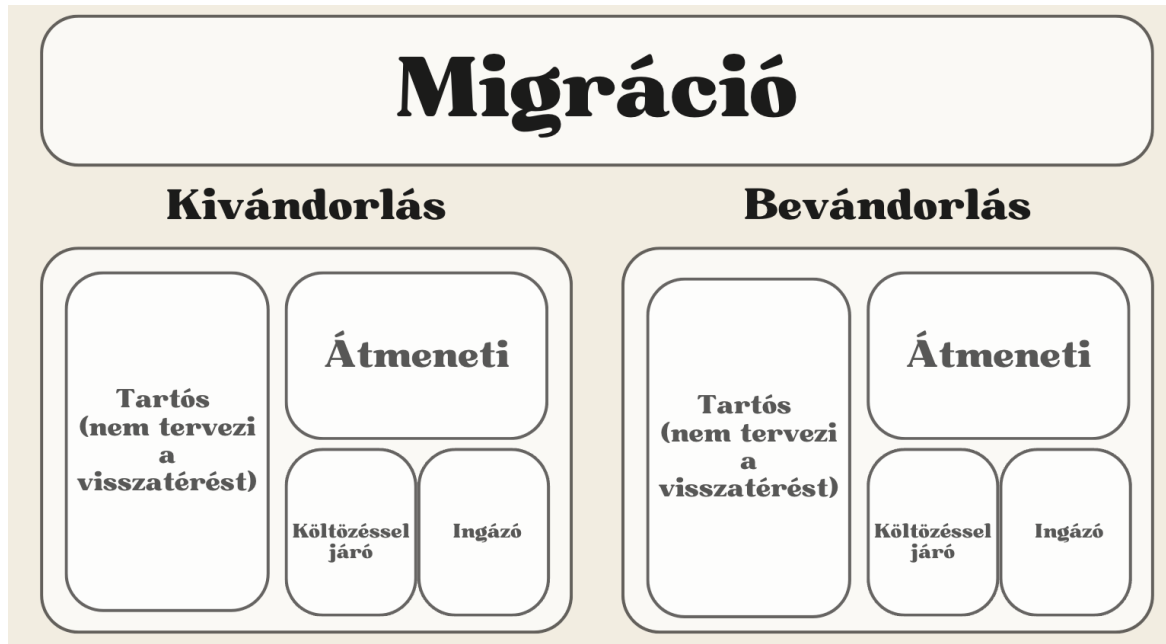 Migráció
Kivándorlás
Bevándorlás
Tartós
(nem tervezi
a
visszatérést)
Átmeneti
Költözéssel
járó
Ingázó
Tartós
(nem tervezi
a
visszatérést)
Átmeneti
Költözéssel
járó
Ingázó